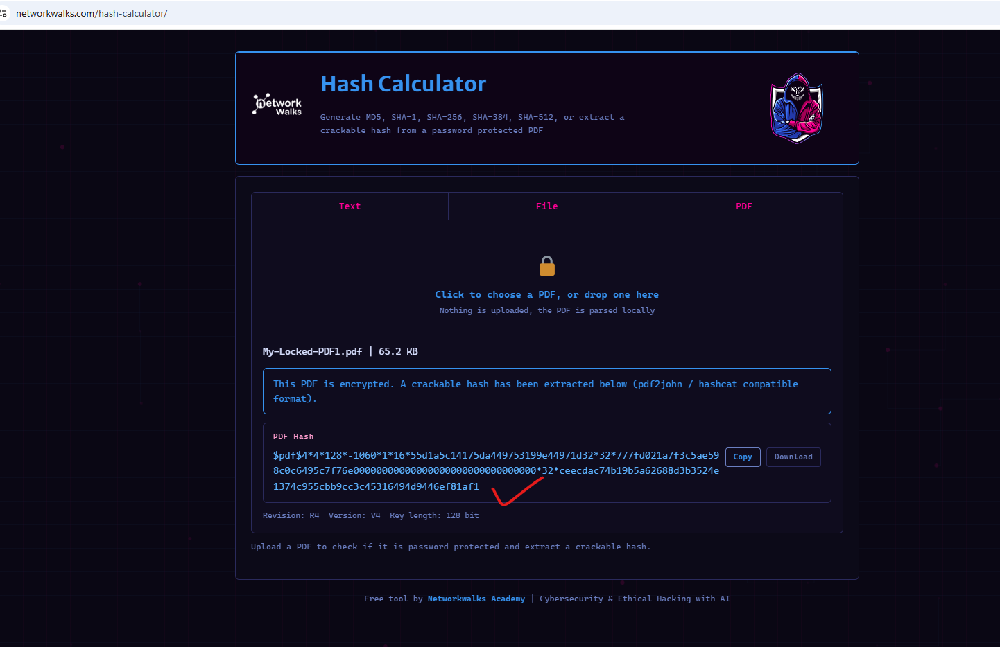 networkwalks.com/hash-calculator/
network
Walks
Hash Calculator
Generate MD5, SHA-1, SHA-256, SHA-384, SHA-512, or extract a
crackable hash from a password-protected PDF
Text File PDF
Click to choose a PDF, or drop one here
Nothing is uploaded, the PDF is parsed locally
My-Locked-PDF1.pdf | 65.2 KB
This PDF is encrypted. A crackable hash has been extracted below (pdf2john / hashcat compatible
format).
PDF Hash
$pdf$4*4*128*-1060*1*16*55d1a5c14175da449753199e44971d32*32*777fd021a7f3c5ae59
8c0c6495c7f76e00000000000000000000000000000000*32*ceecdac74b19b5a62688d3b3524e
1374c955cbb9cc3c45316494d9446ef81af1
Copy Download
Revision: R4 Version: V4 Key length: 128 bit
Upload a PDF to check if it is password protected and extract a crackable hash.
Free tool by Networkwalks Academy | Cybersecurity & Ethical Hacking with AI